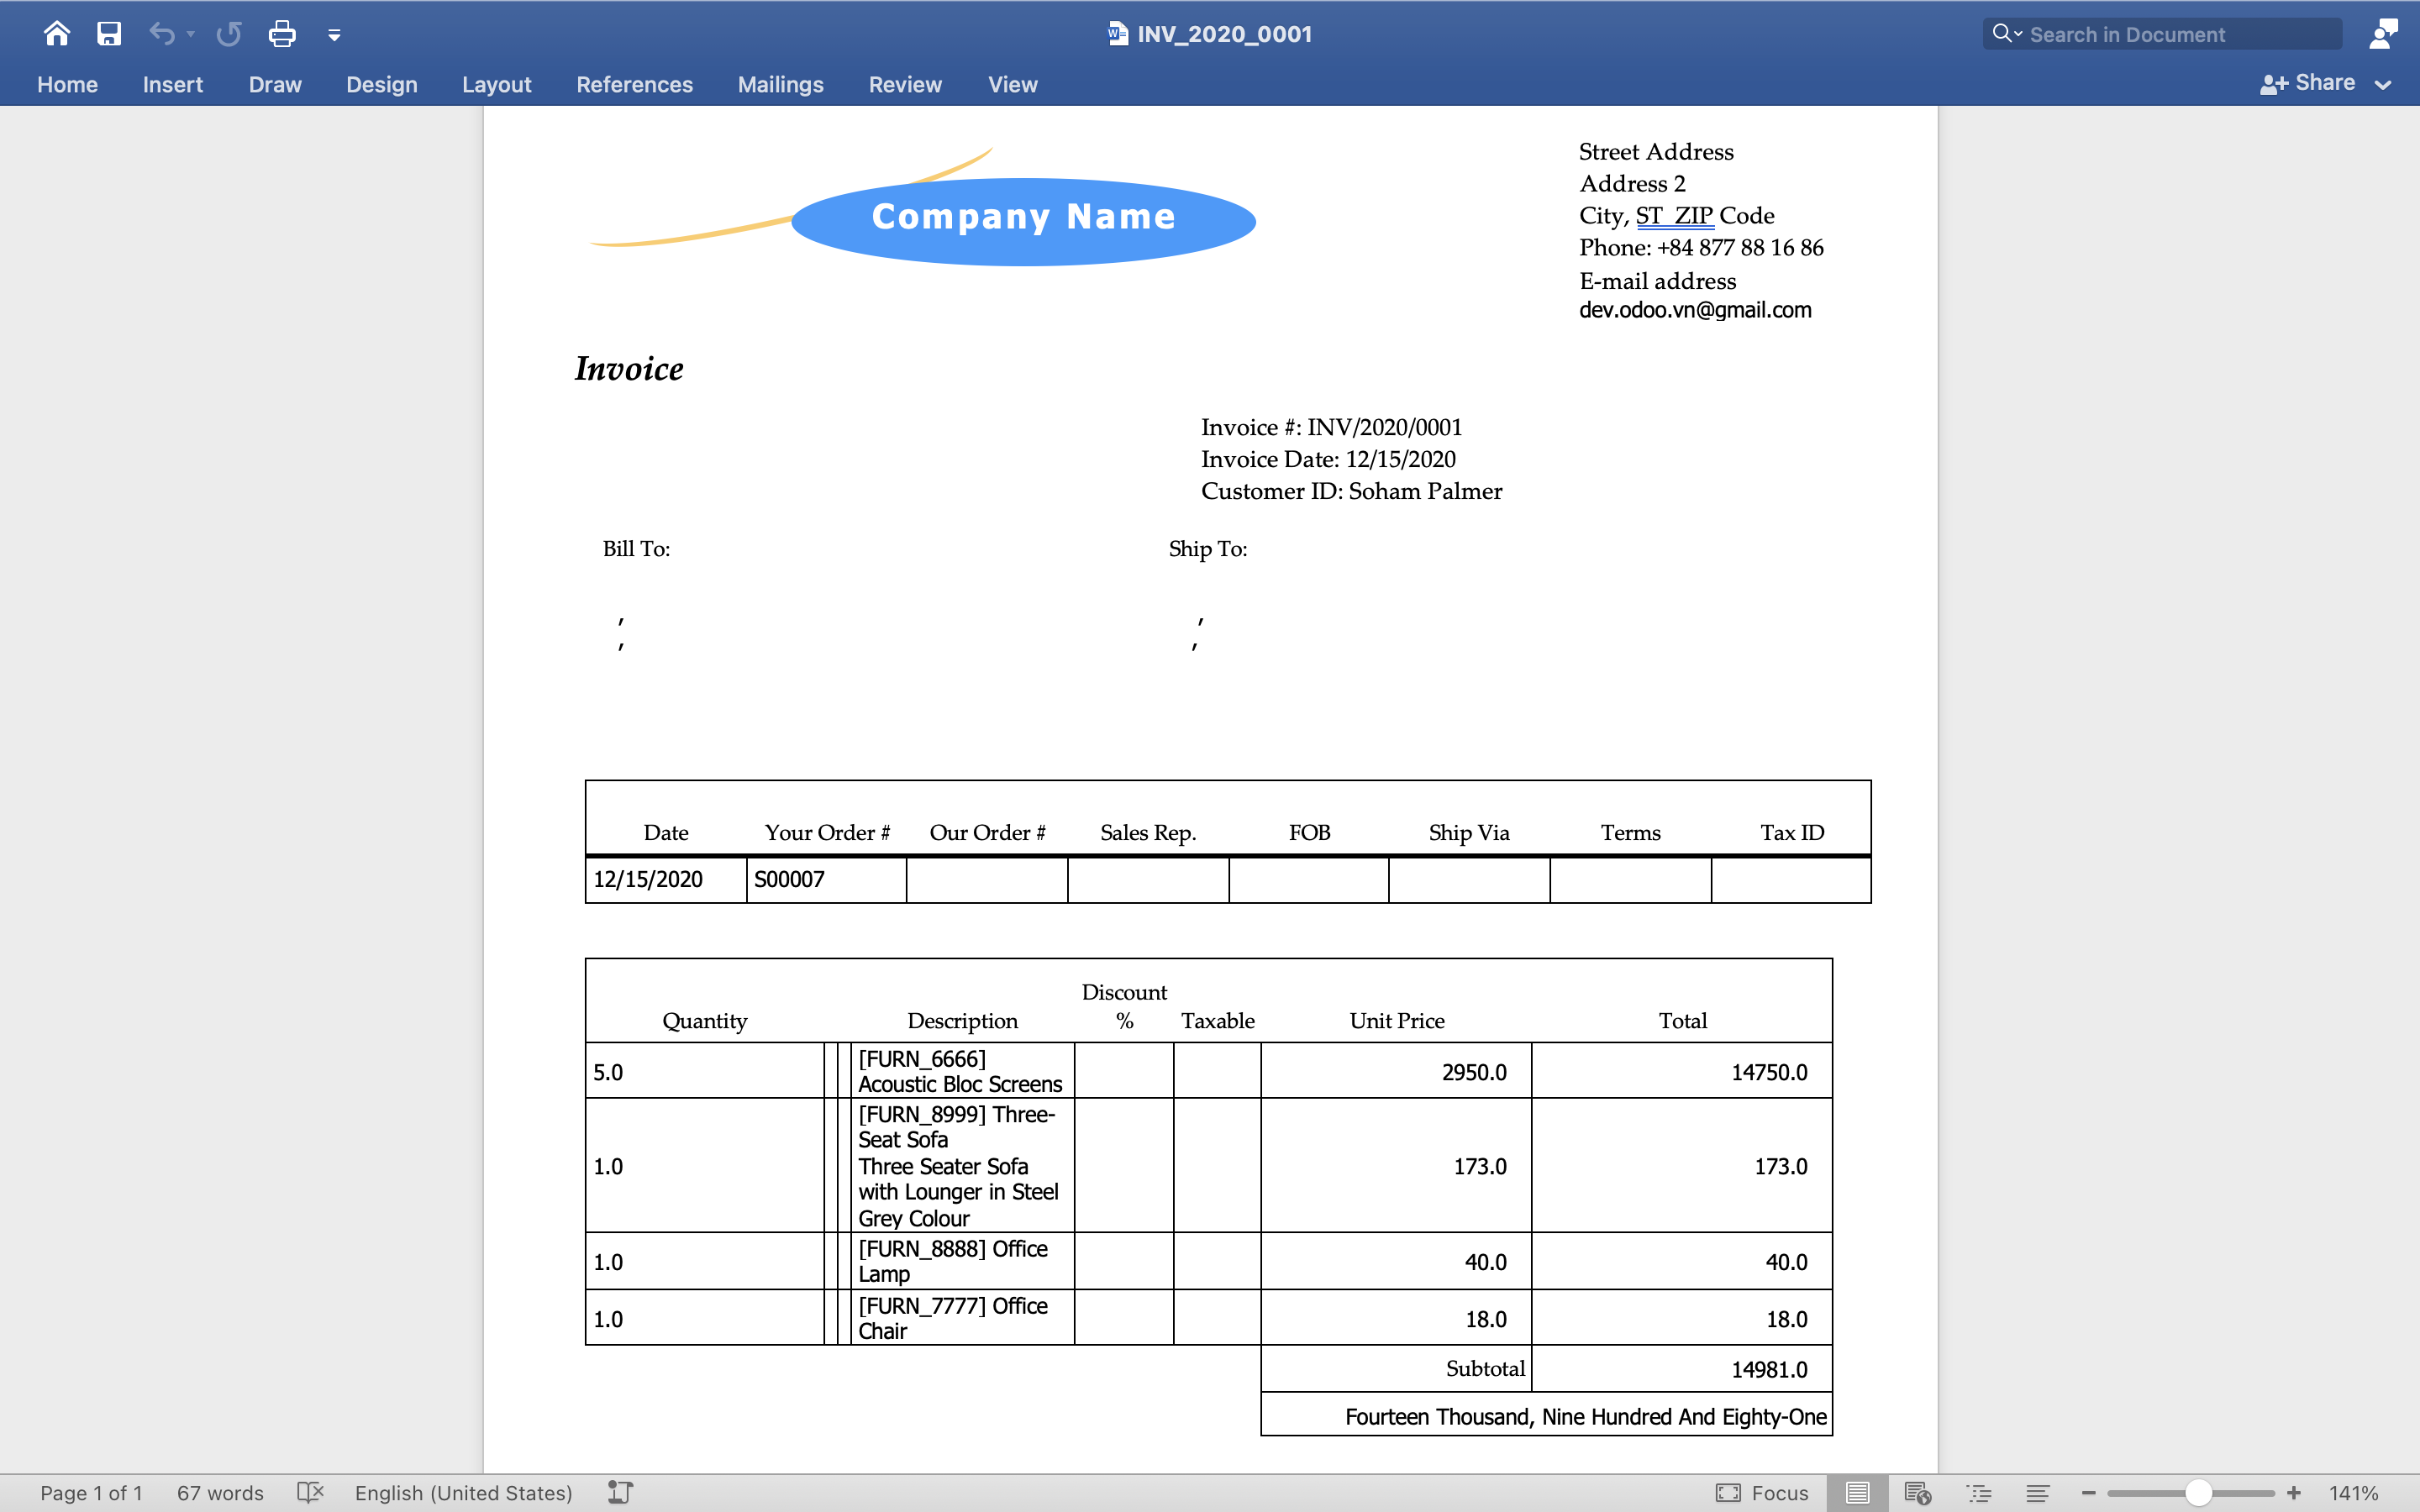 INV_2020_0001
Search in Document
Home Insert Draw Design Layout References Mailings Review View Share
Company Name
Street Address
Address 2
City, ST ZIP Code
Phone: +84 877 88 16 86
E-mail address
dev.odoo.vn@gmail.com
Invoice
Invoice #: INV/2020/0001
Invoice Date: 12/15/2020
Customer ID: Soham Palmer
Bill To: Ship To:
, ,
, ,
Date Your Order # Our Order # Sales Rep. FOB Ship Via Terms Tax ID
12/15/2020 S00007
Quantity Description Discount % Taxable Unit Price Total
5.0 [FURN_6666] 2950.0 14750.0
Acoustic Bloc Screens
1.0 [FURN_8999] Three- 173.0 173.0
Seat Sofa
Three Seater Sofa
with Lounger in Steel
Grey Colour
1.0 [FURN_8888] Office 40.0 40.0
Lamp
1.0 [FURN_7777] Office 18.0 18.0
Chair
Subtotal 14981.0
Fourteen Thousand, Nine Hundred And Eighty-One
Page 1 of 1 67 words English (United States) Focus 141%